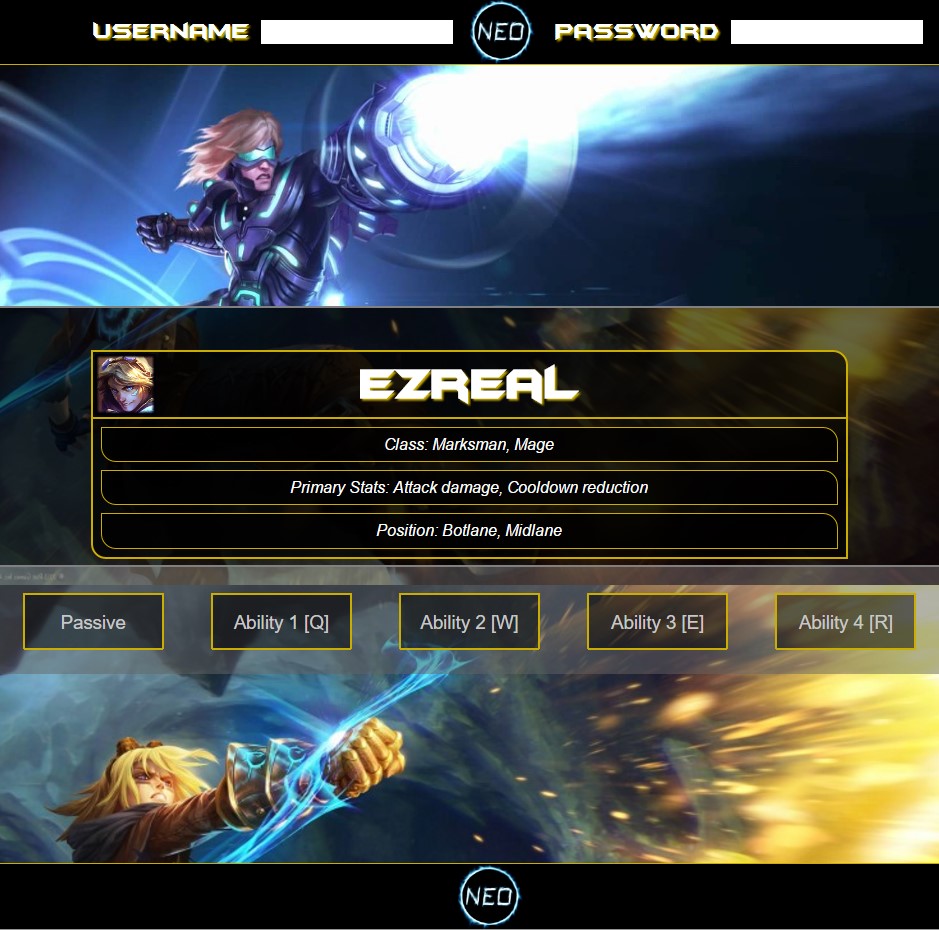 USERNAME NEO PASSWORD
EZREAL
Class: Marksman, Mage
Primary Stats: Attack damage, Cooldown reduction
Position: Botlane, Midlane
Passive Ability 1 [Q] Ability 2 [W] Ability 3 [E] Ability 4 [R]
NEO